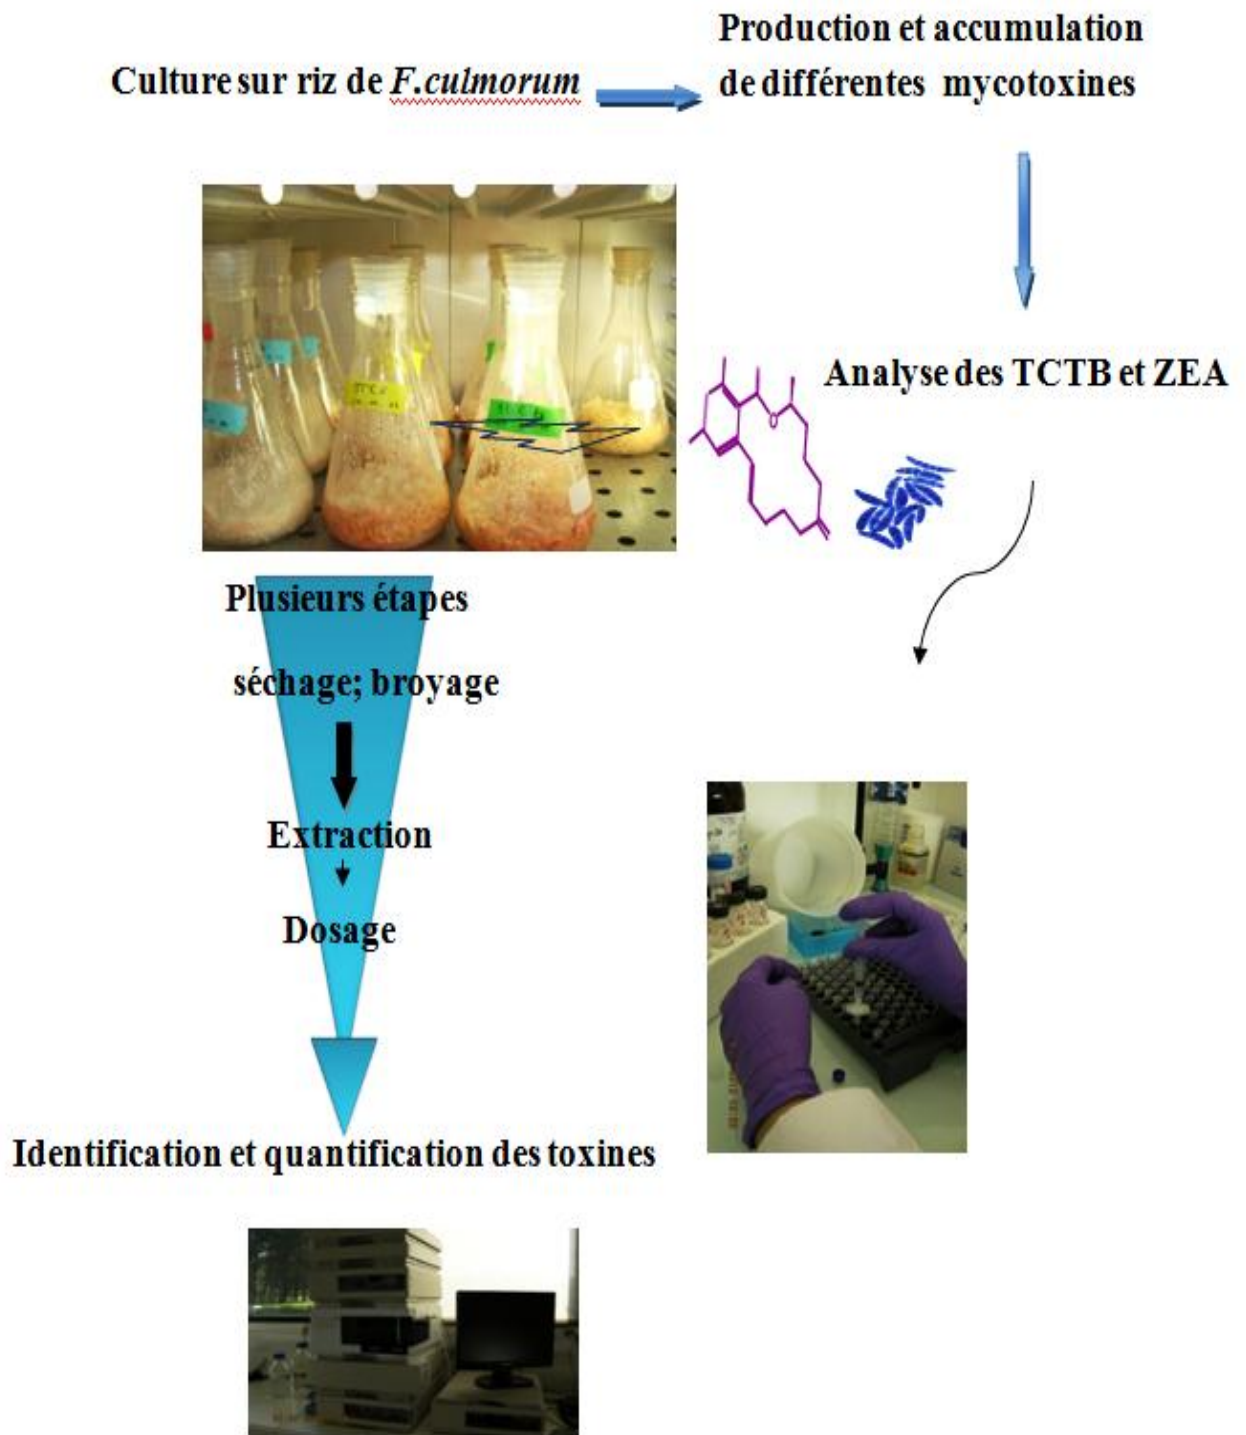 Production et accumulation
Culture sur riz de F.culmorum
de différentes mycotoxines
Analyse des TCTB et ZEA
Plusieurs étapes
séchage; broyage
Extraction
Dosage
Identification et quantification des toxines